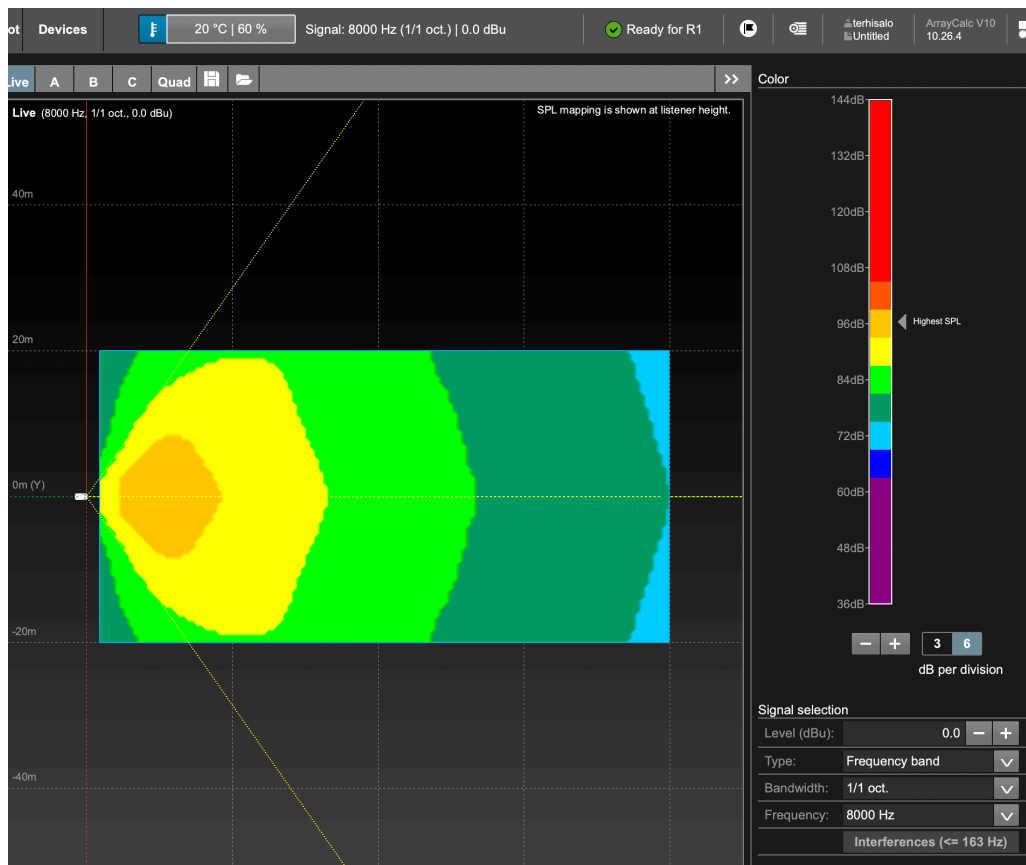 ot Devices 20 °C | 60 % Signal: 8000 Hz (1/1 oct.) | 0.0 dBu Ready for R1 terhisalo ArrayCalc V10
Untitled 10.26.4
Live A B C Quad >> Color
Live (8000 Hz, 1/1 oct., 0.0 dBu) SPL mapping is shown at listener height.
144dB
132dB
40m
120dB
108dB
96dB Highest SPL
20m
84dB
72dB
0m (Y)
60dB
48dB
36dB
-20m
3 6
dB per division
Signal selection
Level (dBu): 0.0 - +
Type: Frequency band
-40m
Bandwidth: 1/1 oct.
Frequency: 8000 Hz
Interferences (<= 163 Hz)